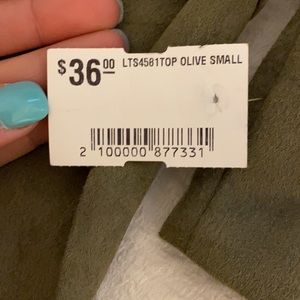 $36.00 LTS4581TOP OLIVE SMALL
2 100000 877331